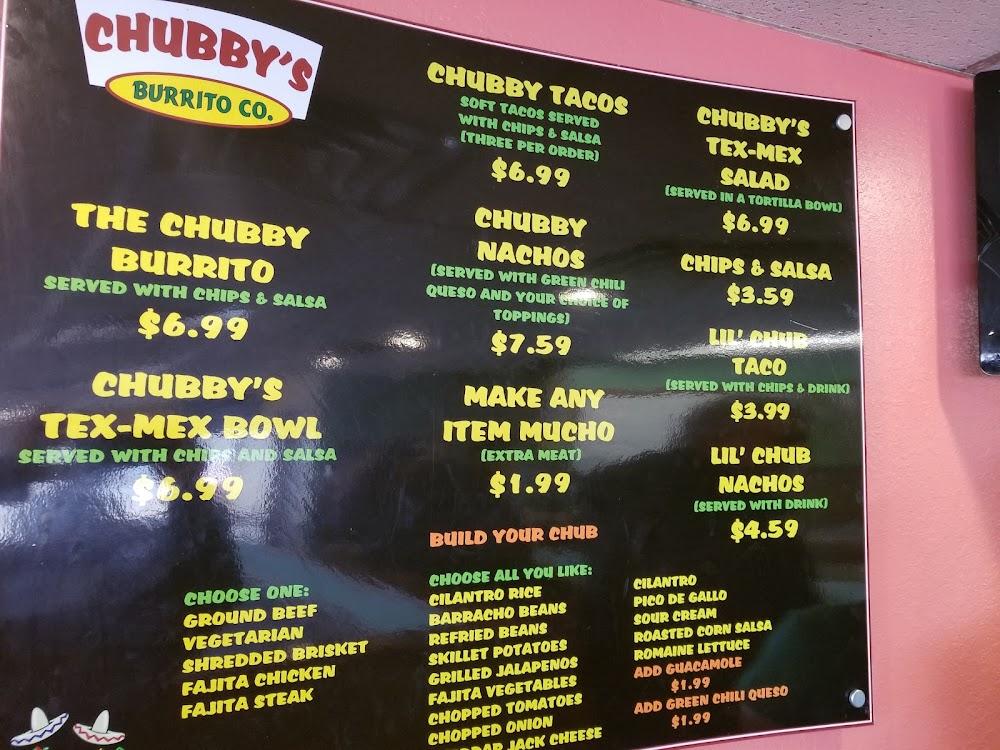 CHUBBY'S
BURRITO CO.
THE CHUBBY
BURRITO
SERVED WITH CHIPS & SALSA
$6.99
CHUBBY'S
TEX-MEX BOWL
SERVED WITH CHIPS AND SALSA
$6.99
CHUBBY TACOS
SOFT TACOS SERVED
WITH CHIPS & SALSA
(THREE PER ORDER)
$6.99
CHUBBY
NACHOS
(SERVED WITH GREEN CHILI
QUESO AND YOUR CHOICE OF
TOPPINGS)
$7.59
MAKE ANY
ITEM MUCHO
(EXTRA MEAT)
$1.99
CHUBBY'S
TEX-MEX
SALAD
(SERVED IN A TORTILLA BOWL)
$6.99
CHIPS & SALSA
$3.59
LIL' CHUB
TACO
(SERVED WITH CHIPS & DRINK)
$3.99
LIL' CHUB
NACHOS
(SERVED WITH DRINK)
$4.59
BUILD YOUR CHUB
CHOOSE ONE:
GROUND BEEF
VEGETARIAN
SHREDDED BRISKET
FAJITA CHICKEN
FAJITA STEAK
CHOOSE ALL YOU LIKE:
CILANTRO RICE
BARRACHO BEANS
REFRIED BEANS
SKILLET POTATOES
GRILLED JALAPENOS
FAJITA VEGETABLES
CHOPPED TOMATOES
CHOPPED ONION
JACK CHEESE
CILANTRO
PICO DE GALLO
SOUR CREAM
ROASTED CORN SALSA
ROMAINE LETTUCE
ADD GUACAMOLE
$1.99
ADD GREEN CHILI QUESO
$1.99